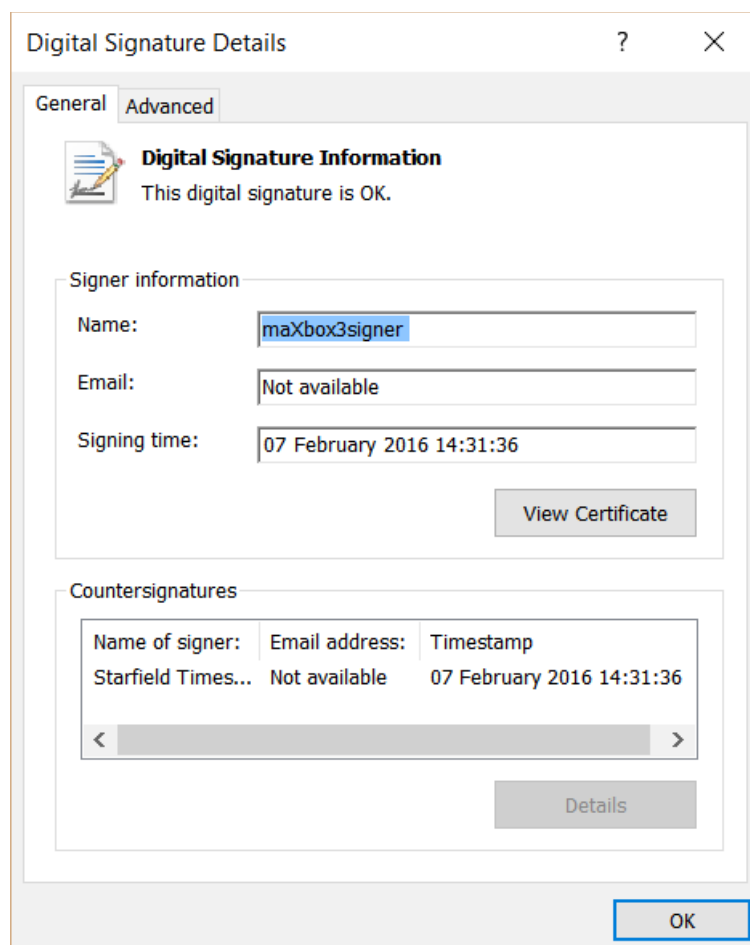 Digital Signature Details ?
General Advanced
Digital Signature Information
This digital signature is OK.
Signer information
Name: maXbox3signer
Email: Not available
Signing time: 07 February 2016 14:31:36
View Certificate
Countersignatures
Name of signer: Email address: Timestamp
Starfield Times... Not available 07 February 2016 14:31:36
Details
OK